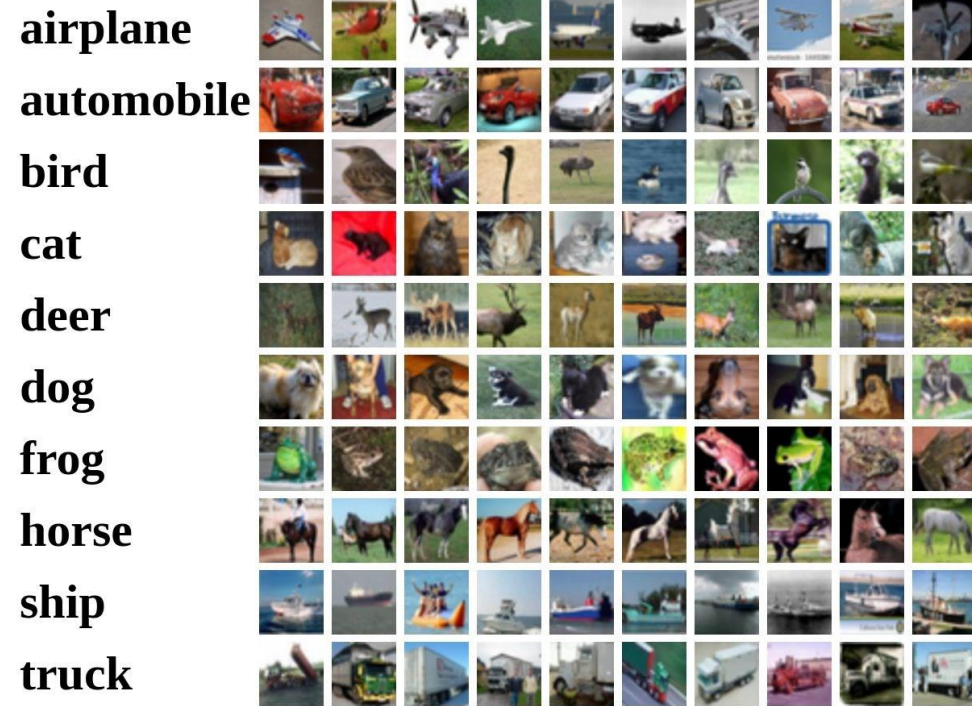 airplane
automobile
bird
cat
deer
dog
frog
horse
ship
truck